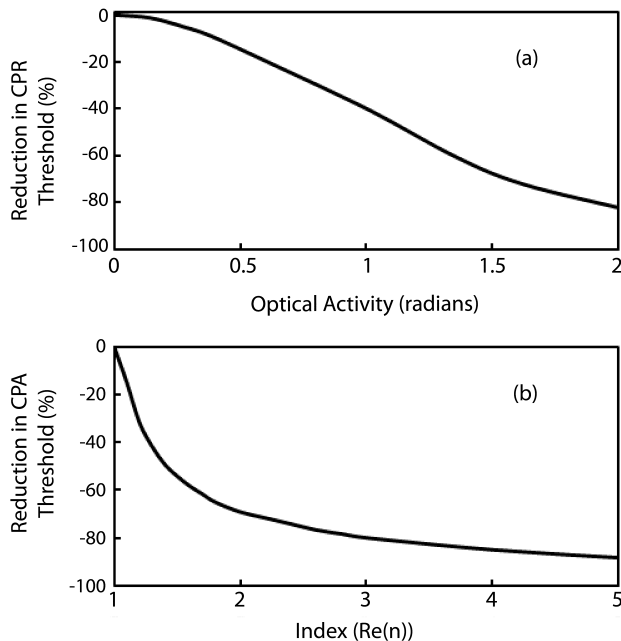 Reduction in CPR
Threshold (%)
0
-20
-40
-60
-80
-100
(a)
0
0.5
1
1.5
2
Optical Activity (radians)
Reduction in CPA
Threshold (%)
0
-20
-40
-60
-80
-100
(b)
1
2
3
4
5
Index (Re(n))